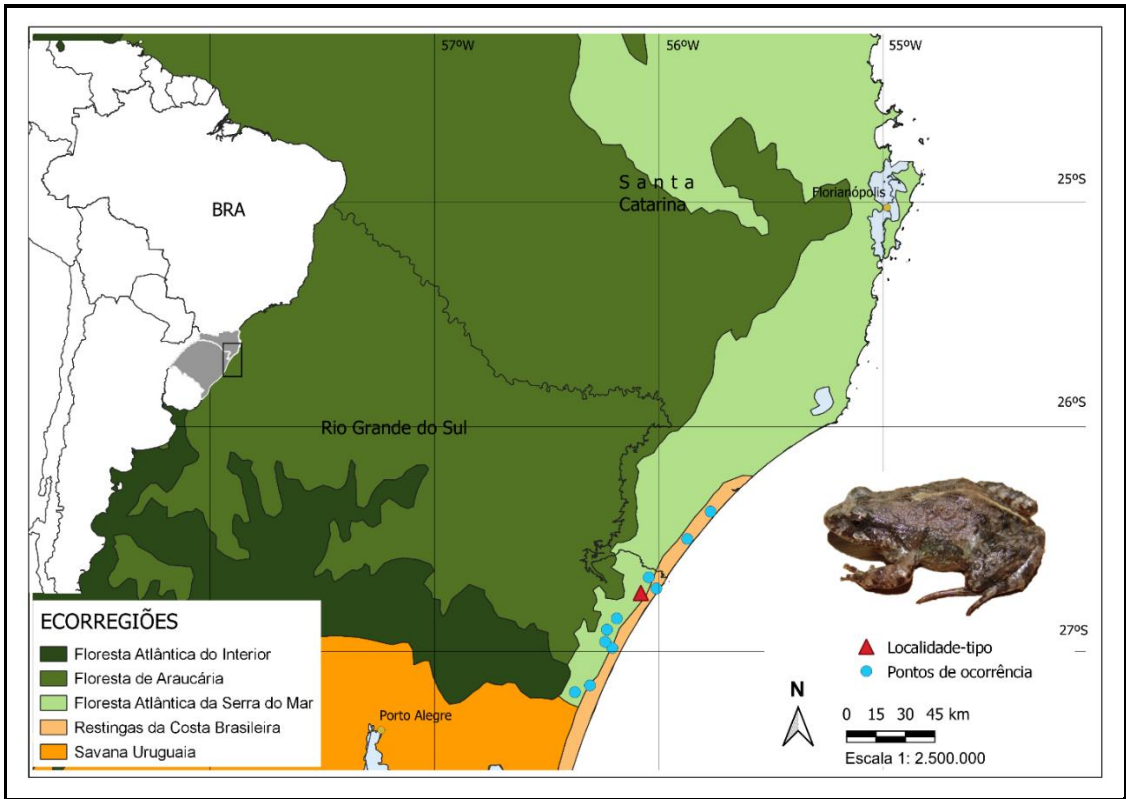 57ºW
56ºW
55ºW
BRA
Santa
Catarina
Florianópolis
25ºS
Rio Grande do Sul
26ºS
27ºS
ECORREGIÕES
Floresta Atlântica do Interior
Floresta de Araucária
Floresta Atlântica da Serra do Mar
Restingas da Costa Brasileira
Savana Uruguaia
Porto Alegre
Localidade-tipo
Pontos de ocorrência
N
0 15 30 45 km
Escala 1: 2.500.000